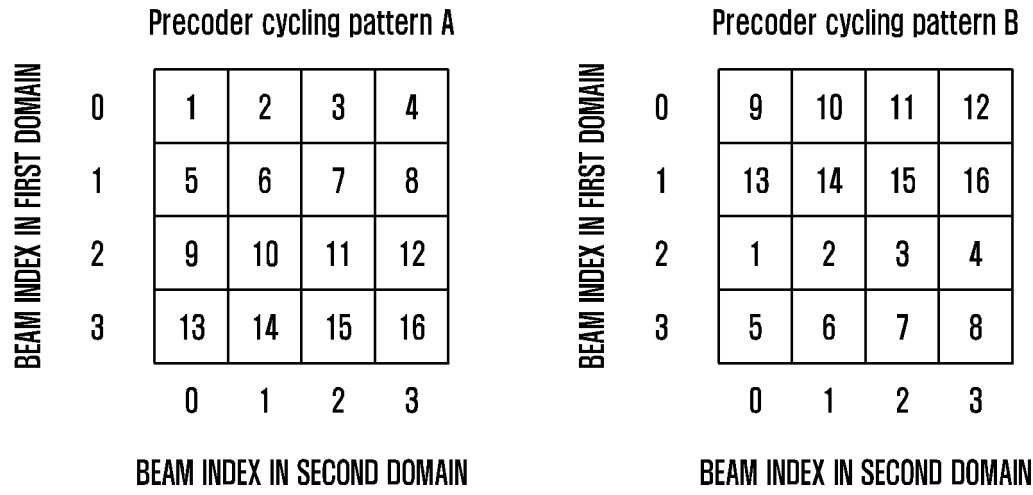 Precoder cycling pattern A
BEAM INDEX IN FIRST DOMAIN
0 1 2 3 4
1 5 6 7 8
2 9 10 11 12
3 13 14 15 16
0 1 2 3
BEAM INDEX IN SECOND DOMAIN
Precoder cycling pattern B
BEAM INDEX IN FIRST DOMAIN
0 9 10 11 12
1 13 14 15 16
2 1 2 3 4
3 5 6 7 8
0 1 2 3
BEAM INDEX IN SECOND DOMAIN